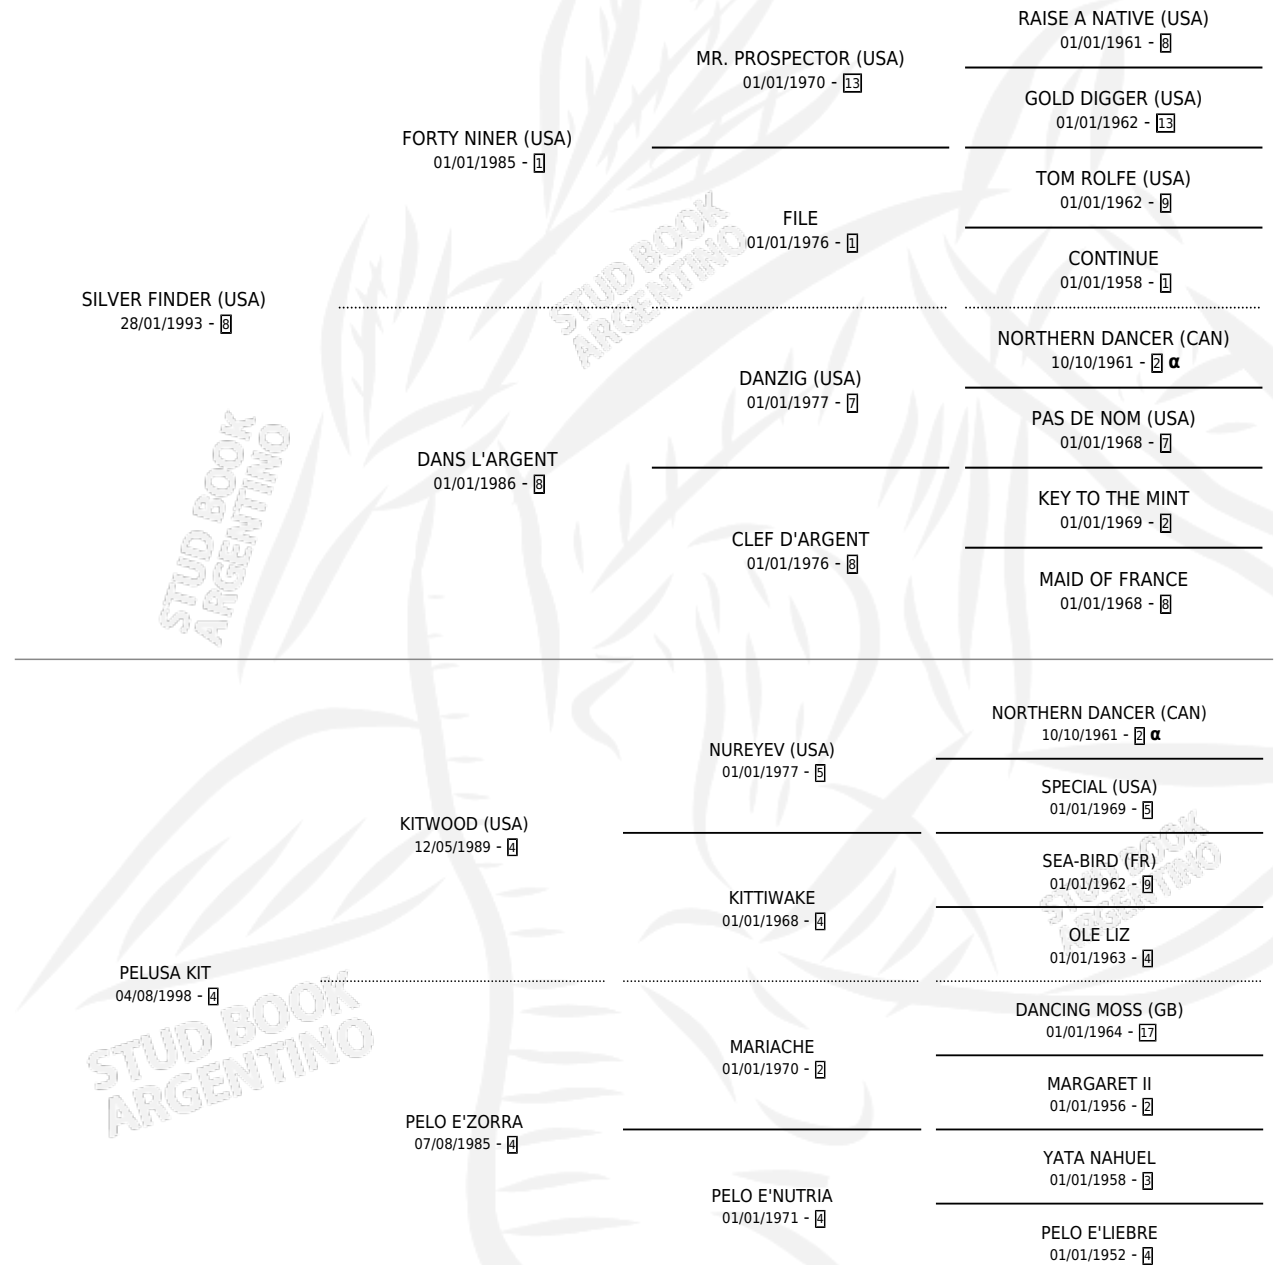 RAISE A NATIVE (USA)
01/01/1961 - 8
MR. PROSPECTOR (USA)
01/01/1970 - 13
GOLD DIGGER (USA)
01/01/1962 - 13
FORTY NINER (USA)
01/01/1985 - 1
TOM ROLFE (USA)
01/01/1962 - 9
FILE
01/01/1976 - 1
CONTINUE
01/01/1958 - 1
SILVER FINDER (USA)
28/01/1993 - 8
NORTHERN DANCER (CAN)
10/10/1961 - 2 α
DANZIG (USA)
01/01/1977 - 7
PAS DE NOM (USA)
01/01/1968 - 7
DANS L'ARGENT
01/01/1986 - 8
KEY TO THE MINT
01/01/1969 - 2
CLEF D'ARGENT
01/01/1976 - 8
MAID OF FRANCE
01/01/1968 - 8
NORTHERN DANCER (CAN)
10/10/1961 - 2 α
NUREYEV (USA)
01/01/1977 - 5
SPECIAL (USA)
01/01/1969 - 5
KITWOOD (USA)
12/05/1989 - 4
SEA-BIRD (FR)
01/01/1962 - 9
KITTIWAKE
01/01/1968 - 4
OLE LIZ
01/01/1963 - 4
PELUSA KIT
04/08/1998 - 4
DANCING MOSS (GB)
01/01/1964 - 17
MARIACHE
01/01/1970 - 2
MARGARET II
01/01/1956 - 2
PELO E'ZORRA
07/08/1985 - 4
YATA NAHUEL
01/01/1958 - 3
PELO E'NUTRIA
01/01/1971 - 4
PELO E'LIEBRE
01/01/1952 - 4
STUD BOOK
ARGENTINO
STUD BOOK
ARGENTINO
STUD BOOK
ARGENTINO
STUD BOOK
ARGENTINO